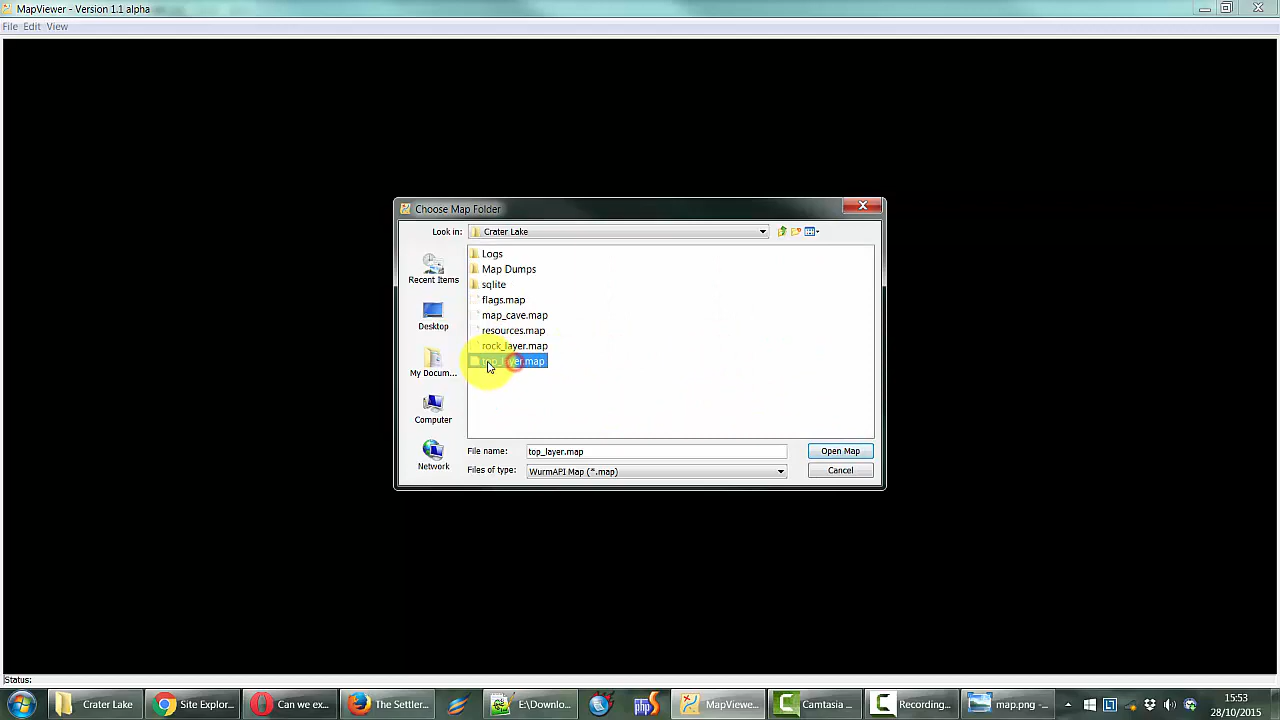 MapViewer - Version 1.1 alpha
File Edit View
Choose Map Folder
Look in: Crater Lake
Recent Items
Desktop
My Docum...
Computer
Network
Logs
Map Dumps
sqlite
flags.map
map_cave.map
resources.map
rock_layer.map
top_layer.map
File name: top_layer.map
Open Map
Files of type: WurmAPI Map (*.map)
Cancel
Status:
Crater Lake
Site Explor...
Can we ex...
The Settler...
E:\Downlo...
MapViewe...
Camtasia ...
Recording...
map.png -...
15:53
28/10/2015